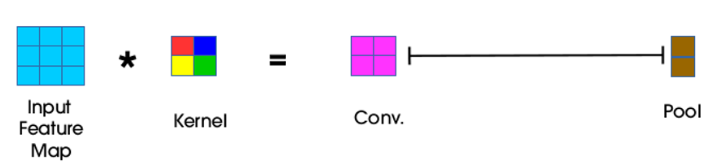 * =
Input
Feature
Map
Kernel
Conv.
Pool